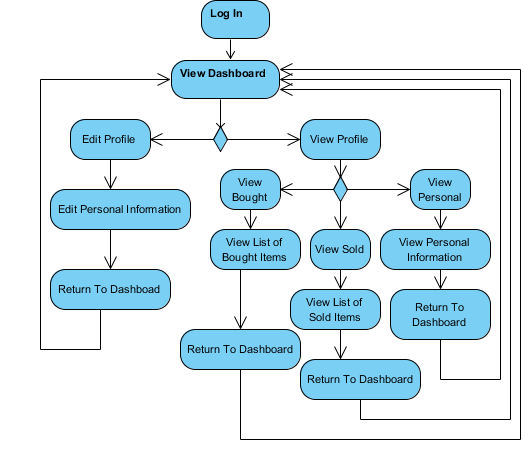 Log In
View Dashboard
Edit Profile
View Profile
View
Bought
View
Personal
Edit Personal Information
View List of
Bought Items
View Sold
View Personal
Information
Return To Dashboad
View List of
Sold Items
Return To
Dashboard
Return To Dashboard
Return To Dashboard